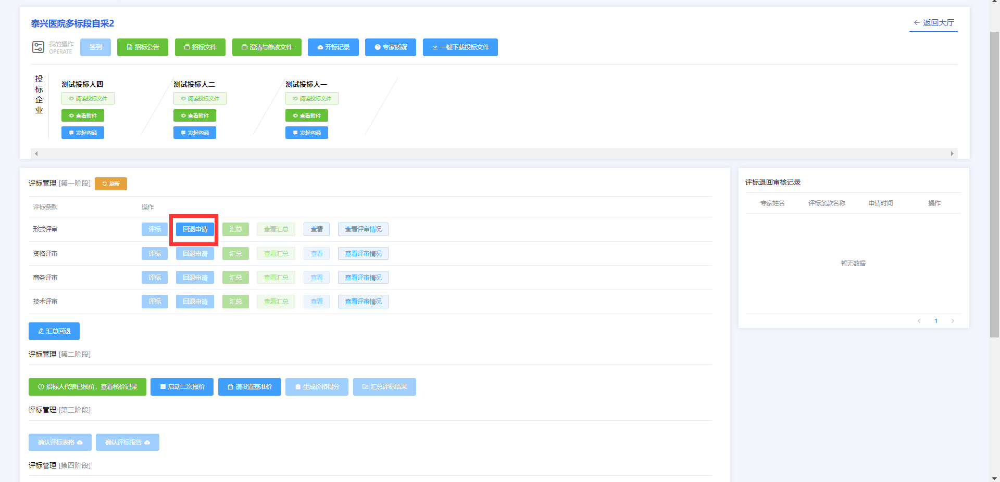 泰兴医院多标段自采2
返回大厅
我的操作
OPERATE
签到
招标公告
招标文件
澄清与修改文件
开标记录
专家质疑
一键下载投标文件
投标企业
测试投标人四
阅读投标文件
查看附件
发起沟通
测试投标人二
阅读投标文件
查看附件
发起沟通
测试投标人一
阅读投标文件
查看附件
发起沟通
评标管理 [第一阶段] 刷新
评标条款 操作
形式评审 评标 回退申请 汇总 查看汇总 查看 查看评审情况
资格评审 评标 回退申请 汇总 查看汇总 查看 查看评审情况
商务评审 评标 回退申请 汇总 查看汇总 查看 查看评审情况
技术评审 评标 回退申请 汇总 查看汇总 查看 查看评审情况
汇总回退
评标管理 [第二阶段]
招标人代表已核价，查看核价记录 启动二次报价 请设置基准价 生成价格得分 汇总评标结果
评标管理 [第三阶段]
确认评标表格 确认评标报告
评标管理 [第四阶段]
评标退回审核记录
专家姓名 评标条款名称 申请时间 操作
暂无数据
1